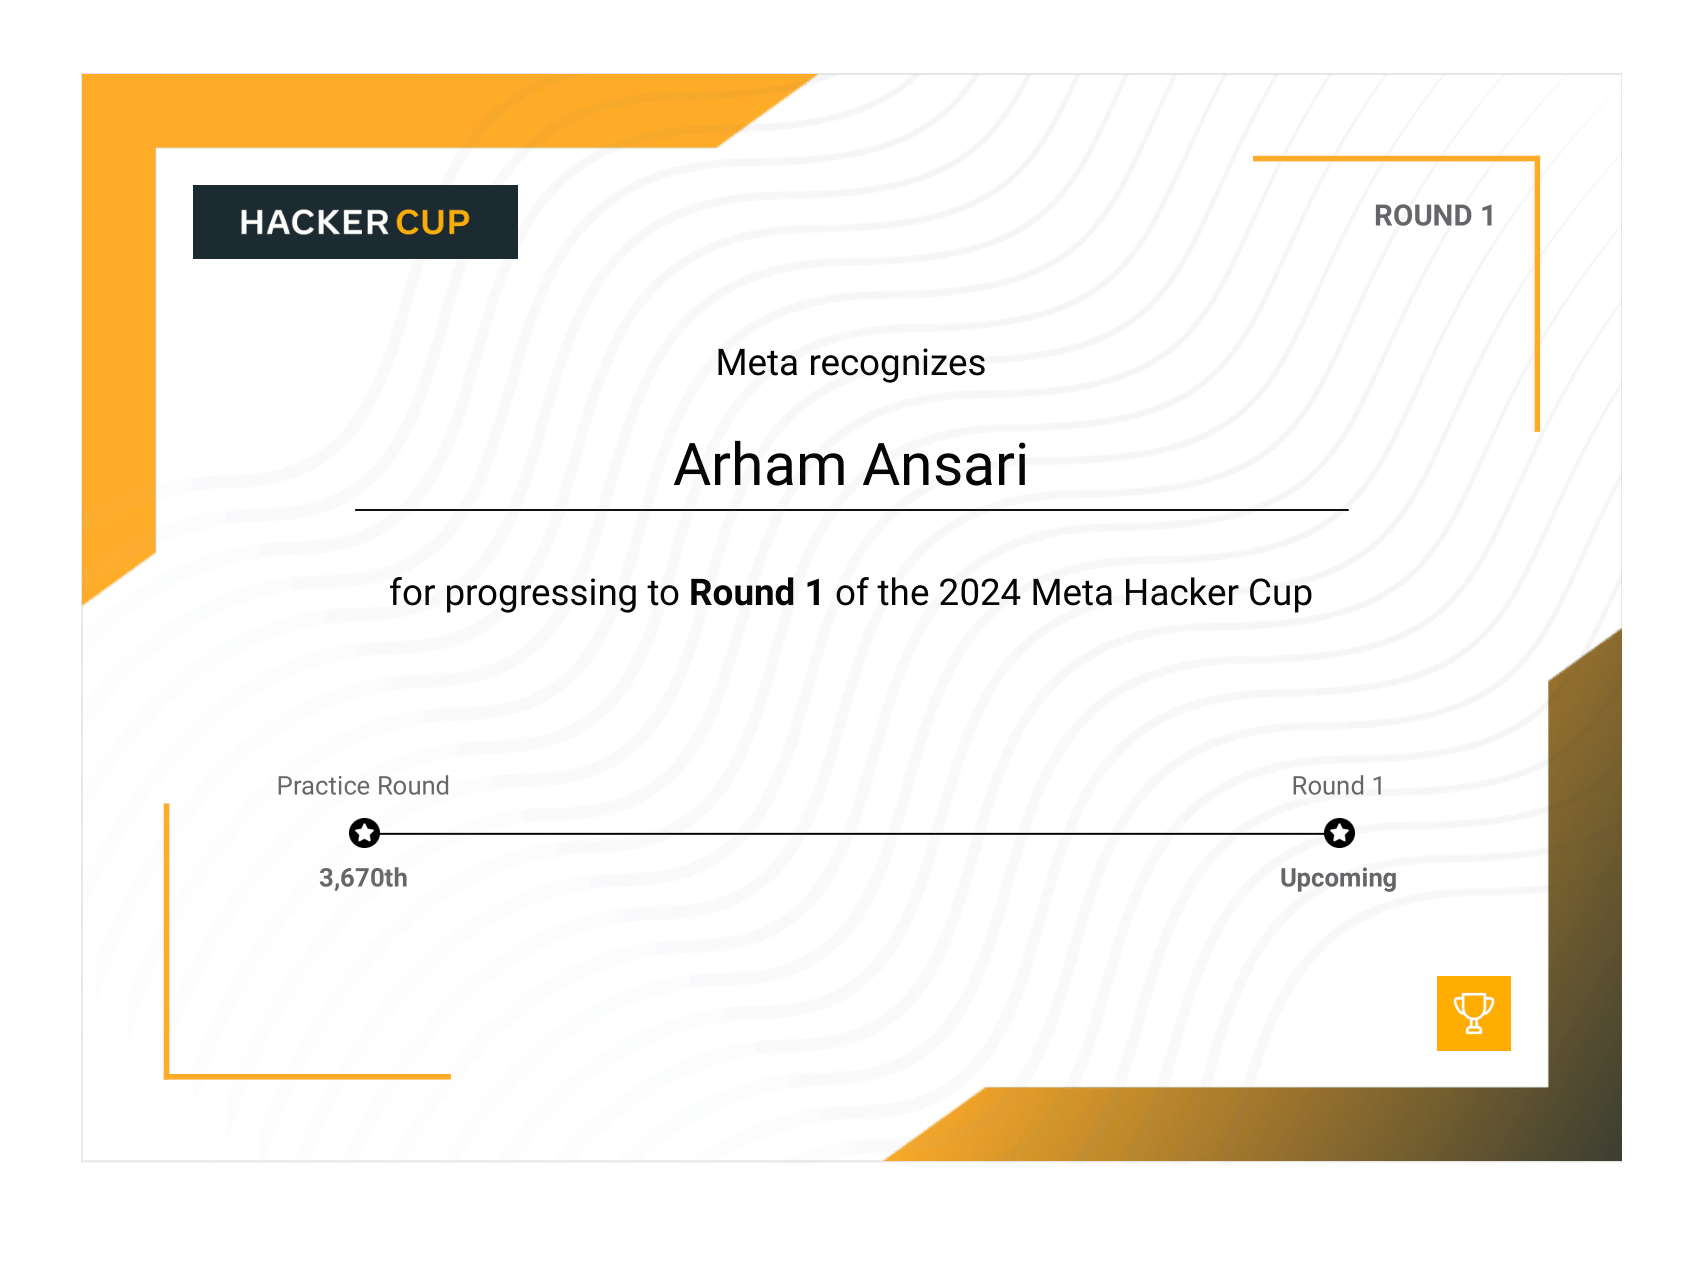 HACKER CUP
ROUND 1
Meta recognizes
Arham Ansari
for progressing to Round 1 of the 2024 Meta Hacker Cup
Practice Round
Round 1
3,670th
Upcoming